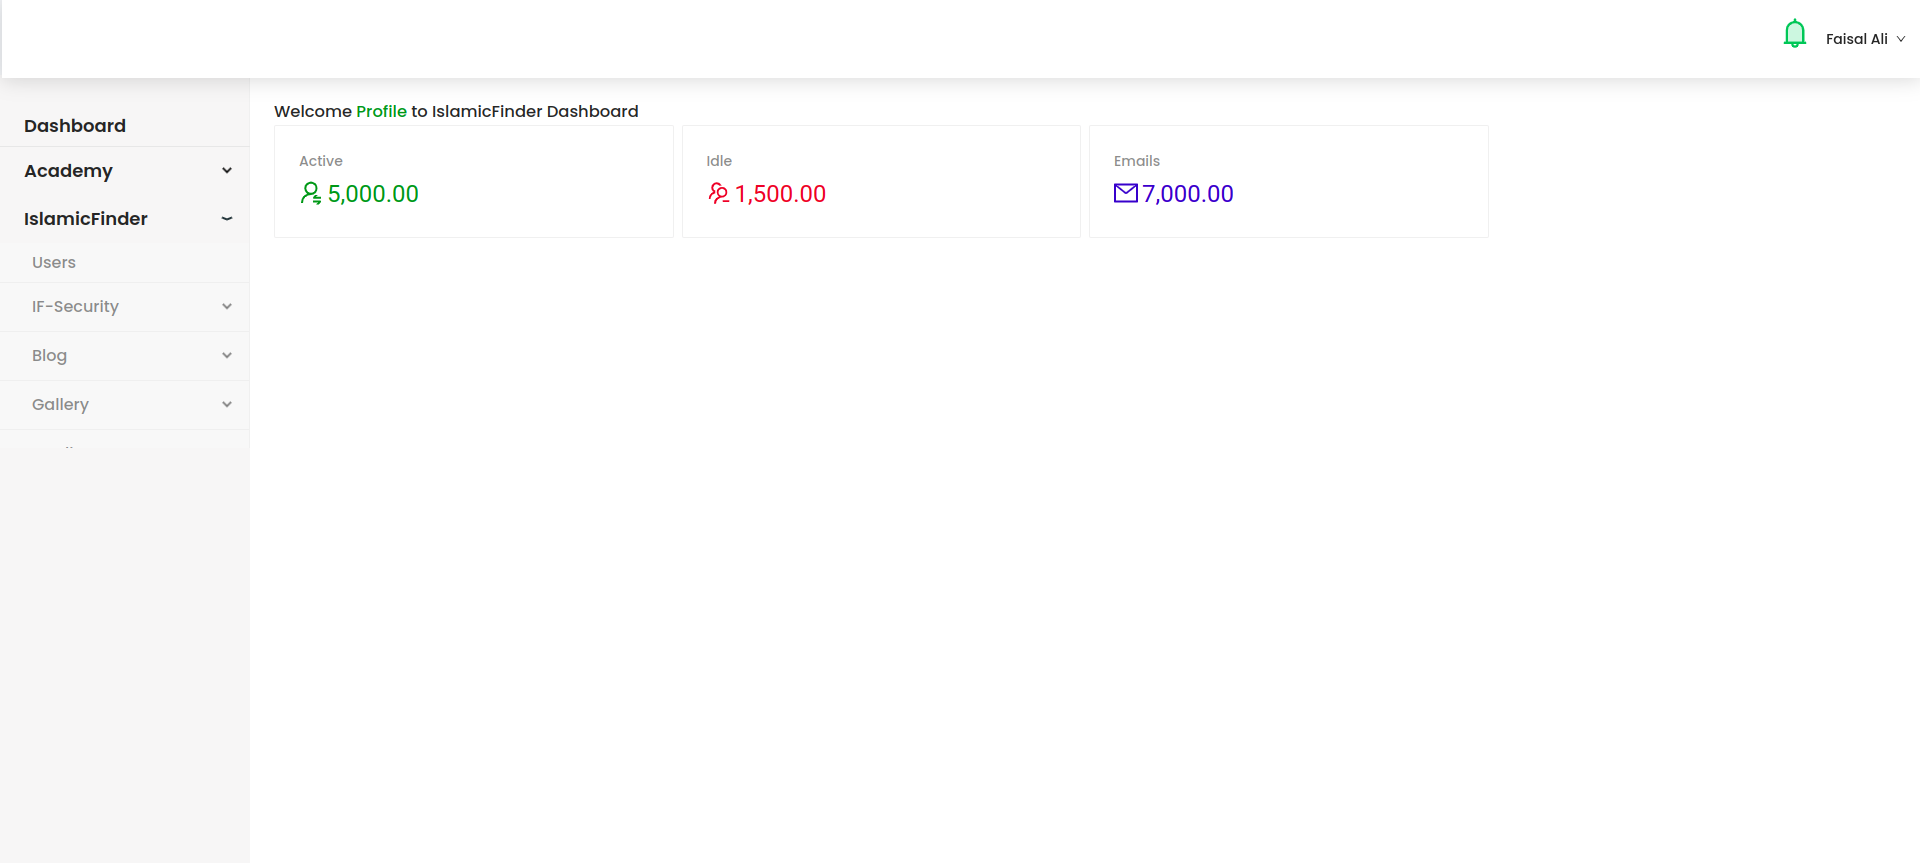 Faisal Ali
Dashboard
Academy
IslamicFinder
Users
IF-Security
Blog
Gallery
Welcome Profile to IslamicFinder Dashboard
Active
5,000.00
Idle
1,500.00
Emails
7,000.00